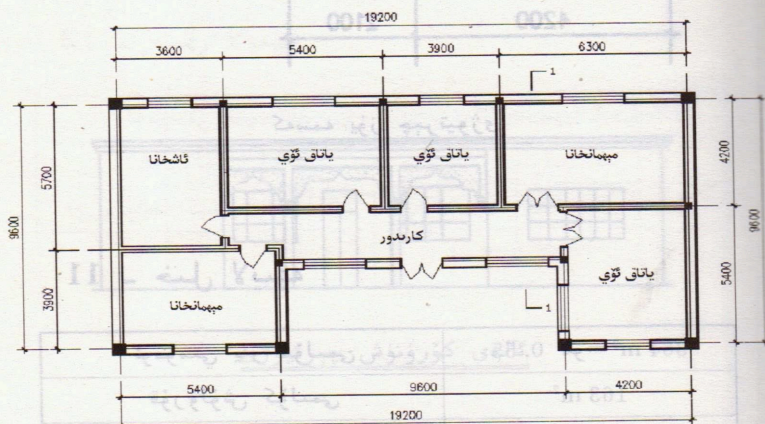 19200
3600 5400 3900 6300
1
ئاشخانا
ياتاق ئۆي
ياتاق ئۆي
مېھمانخانا
5700
4200
9600
9600
كارىدور
3900
5400
مېھمانخانا
ياتاق ئۆي
1
5400 9600 4200
19200